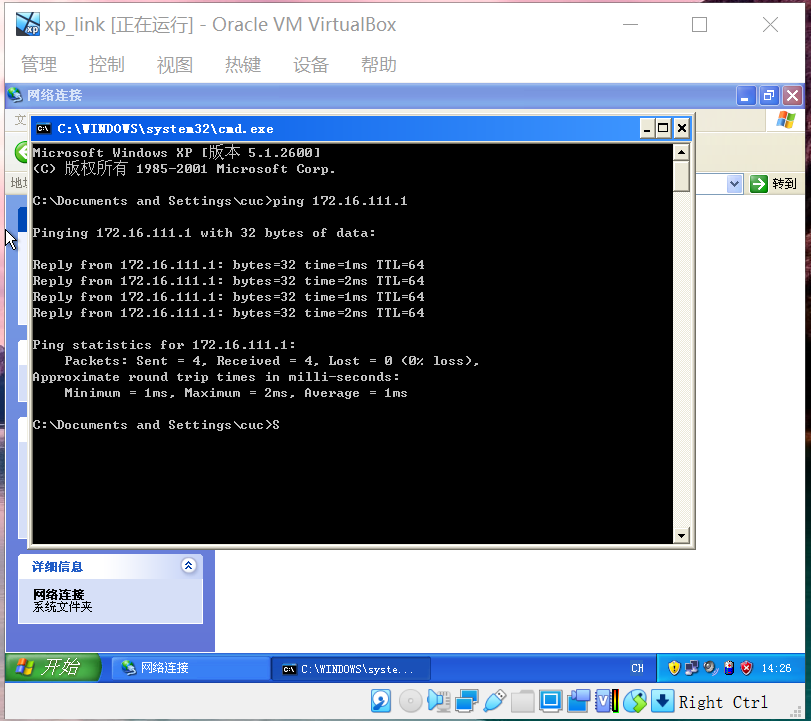 xp_link [正在运行] - Oracle VM VirtualBox
管理 控制 视图 热键 设备 帮助
网络连接
C:\WINDOWS\system32\cmd.exe
Microsoft Windows XP [版本 5.1.2600]
(C) 版权所有 1985-2001 Microsoft Corp.
C:\Documents and Settings\cuc>ping 172.16.111.1
Pinging 172.16.111.1 with 32 bytes of data:
Reply from 172.16.111.1: bytes=32 time=1ms TTL=64
Reply from 172.16.111.1: bytes=32 time=2ms TTL=64
Reply from 172.16.111.1: bytes=32 time=1ms TTL=64
Reply from 172.16.111.1: bytes=32 time=2ms TTL=64
Ping statistics for 172.16.111.1:
Packets: Sent = 4, Received = 4, Lost = 0 (0% loss),
Approximate round trip times in milli-seconds:
Minimum = 1ms, Maximum = 2ms, Average = 1ms
C:\Documents and Settings\cuc>S
转到
详细信息
网络连接
系统文件夹
开始 网络连接 C:\WINDOWS\syste... CH 14:26
Right Ctrl